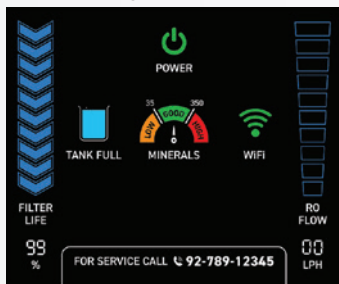 POWER
35 350
LOW GOOD HIGH
TANK FULL MINERALS WiFi
FILTER LIFE
RO FLOW
99 %
00 LPH
FOR SERVICE CALL 92-789-12345